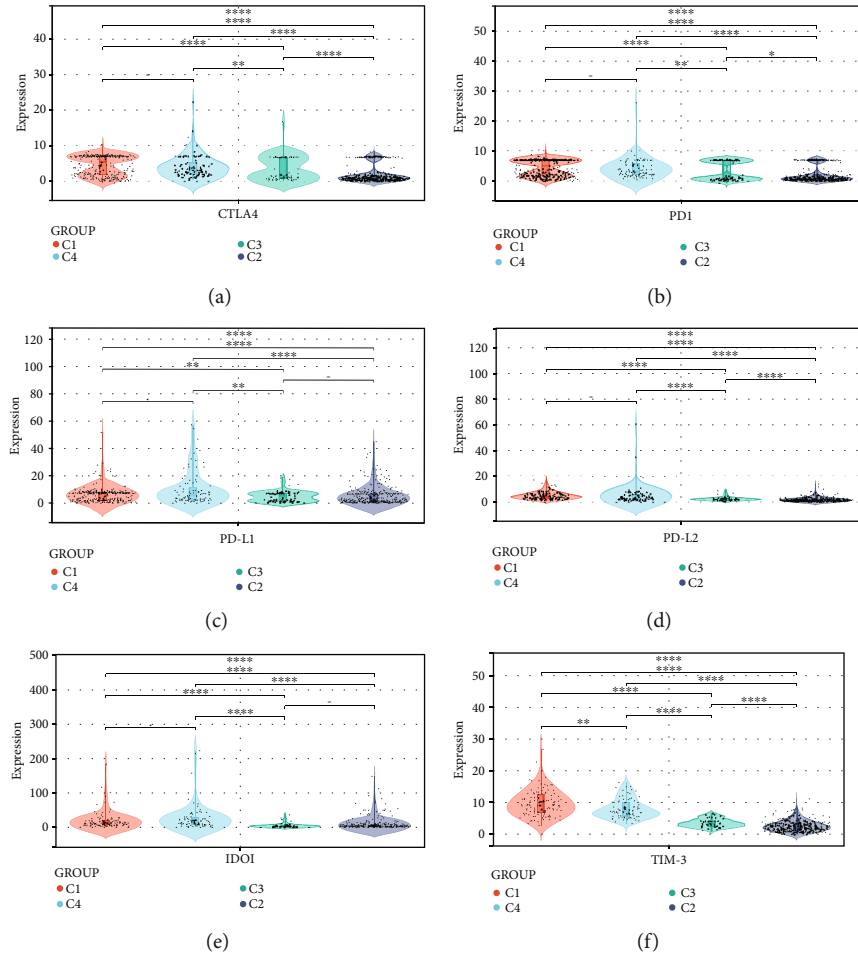 ****
****
****
****
** ****
-
40
30
20
10
0
Expression
CTLA4
GROUP
C1 C3
C4 C2
(a)
****
****
****
****
** *
-
50
40
30
20
10
0
Expression
PD1
GROUP
C1 C3
C4 C2
(b)
****
****
****
**
-
**
-
120
100
80
60
40
20
0
Expression
PD-L1
GROUP
C1 C3
C4 C2
(c)
****
****
****
****
****
****
-
120
100
80
60
40
20
0
Expression
PD-L2
GROUP
C1 C3
C4 C2
(d)
****
****
****
****
-
****
-
500
400
300
200
100
0
Expression
IDOI
GROUP
C1 C3
C4 C2
(e)
****
****
****
****
****
****
**
50
40
30
20
10
0
Expression
TIM-3
GROUP
C1 C3
C4 C2
(f)